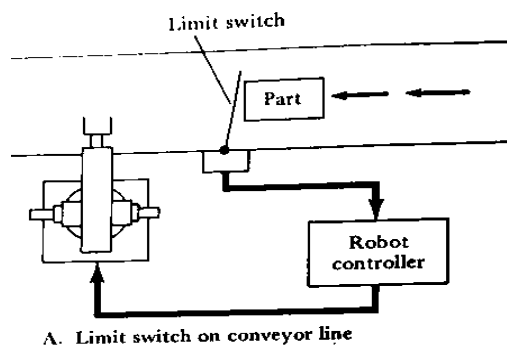 Limit switch
Part
Robot
controller
A. Limit switch on conveyor line